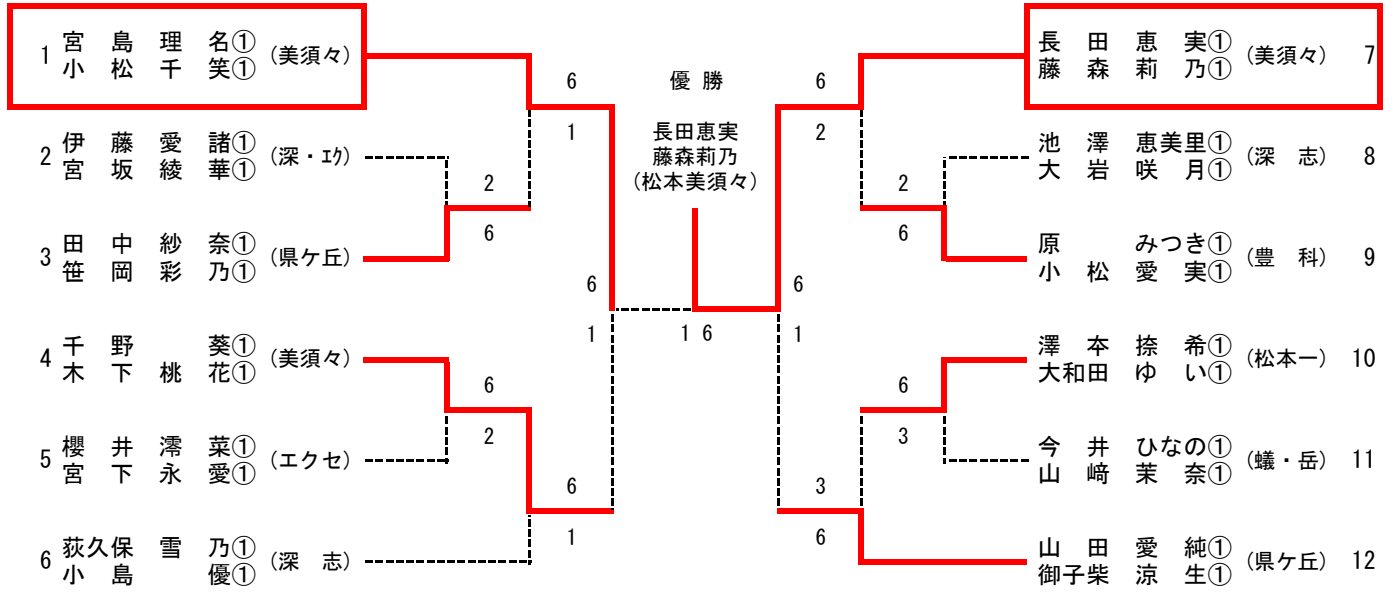 1 宮 島 理 名① (美須々)
小 松 千 笑①
2 伊 藤 愛 諸① (深・ｴｸ)
宮 坂 綾 華①
3 田 中 紗 奈① (県ケ丘)
笹 岡 彩 乃①
4 千 野 葵① (美須々)
木 下 桃 花①
5 櫻 井 澪 菜① (エクセ)
宮 下 永 愛①
6 荻久保 雪 乃① (深 志)
小 島 優①
6
1
2
6
6
2
6
1
6
1
優 勝
長田恵実
藤森莉乃
(松本美須々)
1 6
6
2
2
6
6
1
6
3
3
6
長 田 恵 実① (美須々) 7
藤 森 莉 乃①
池 澤 恵美里① (深 志) 8
大 岩 咲 月①
原 みつき① (豊 科) 9
小 松 愛 実①
澤 本 捺 希① (松本一) 10
大和田 ゆ い①
今 井 ひなの① (蟻・岳) 11
山 﨑 茉 奈①
山 田 愛 純① (県ケ丘) 12
御子柴 涼 生①